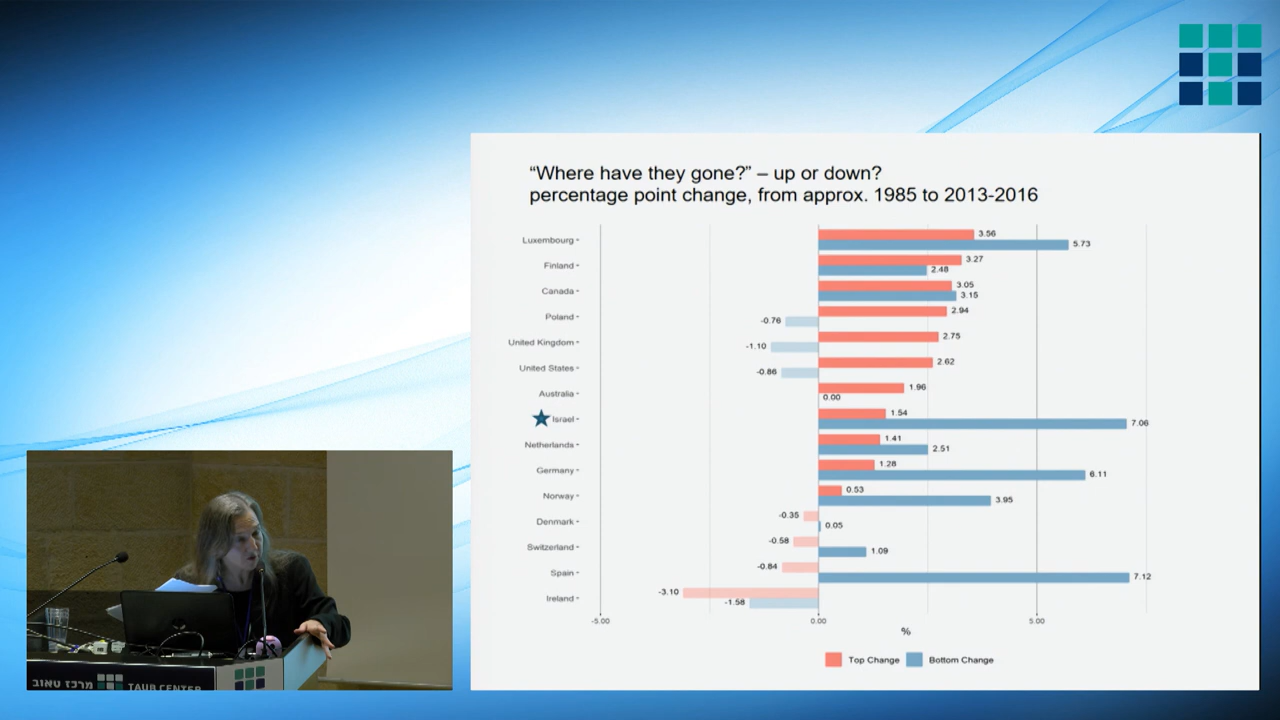 “Where have they gone?” – up or down?
percentage point change, from approx. 1985 to 2013-2016
Luxembourg
3.56
5.73
Finland
3.27
2.48
Canada
3.05
3.15
Poland
2.94
-0.76
United Kingdom
2.75
-1.10
United States
2.62
-0.86
Australia
1.96
0.00
Israel
1.54
7.06
Netherlands
1.41
2.51
Germany
1.28
6.11
Norway
0.53
3.95
Denmark
-0.35
0.05
Switzerland
-0.58
1.09
Spain
-0.84
7.12
Ireland
-3.10
-1.58
-5.00 0.00 5.00
%
Top Change Bottom Change
מרכז טאוב TAUB CENTER